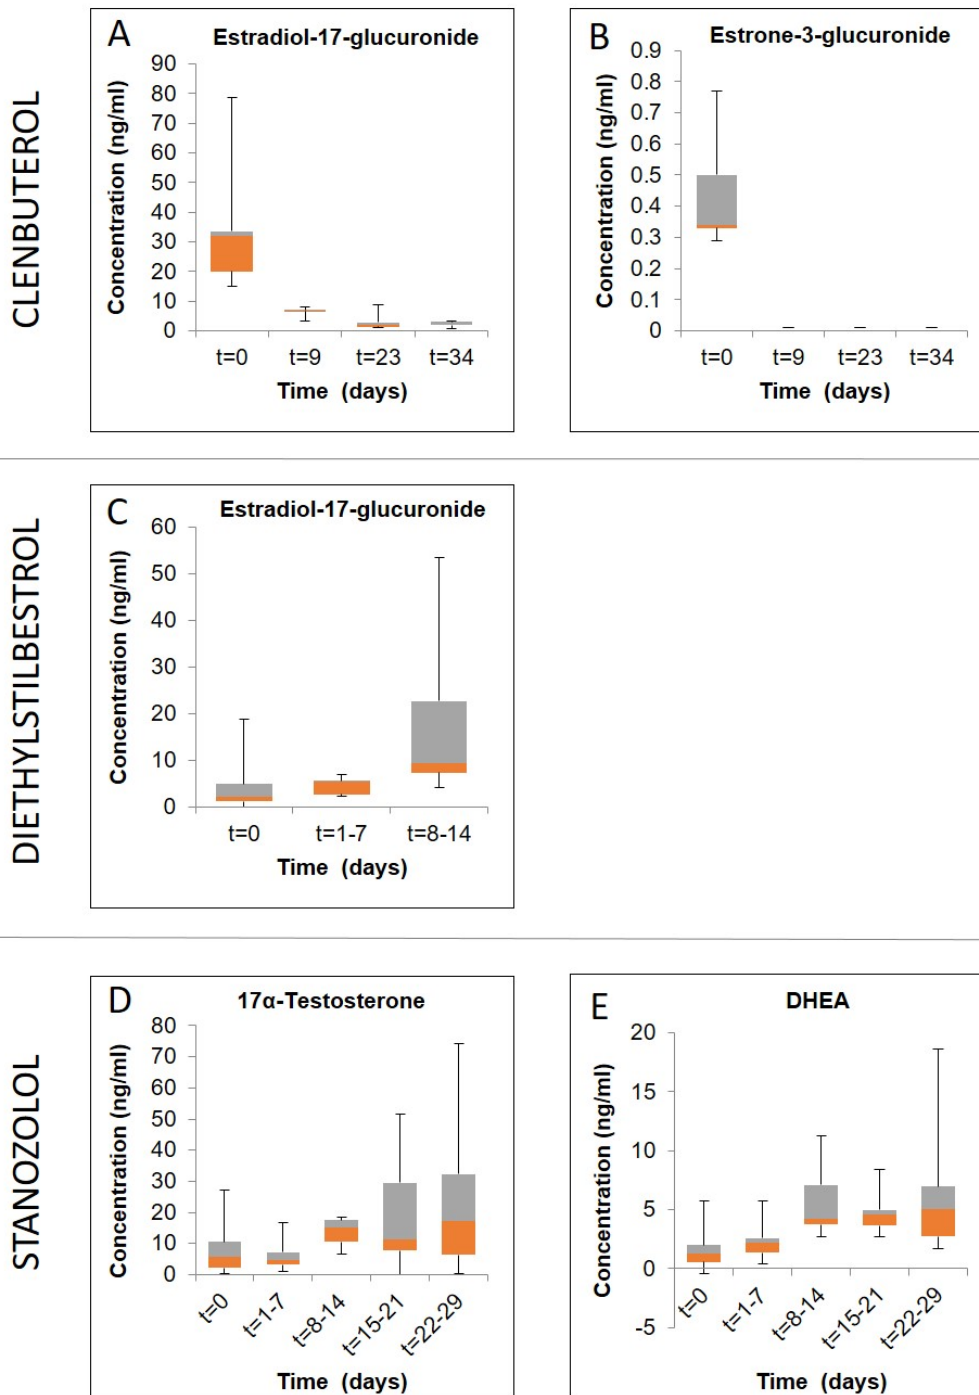 CLENBUTEROL
A
Estradiol-17-glucuronide
Concentration (ng/ml)
90
80
70
60
50
40
30
20
10
0
t=0 t=9 t=23 t=34
Time (days)
B
Estrone-3-glucuronide
Concentration (ng/ml)
0.9
0.8
0.7
0.6
0.5
0.4
0.3
0.2
0.1
0
t=0 t=9 t=23 t=34
Time (days)
DIETHYLSTILBESTROL
C
Estradiol-17-glucuronide
Concentration (ng/ml)
60
50
40
30
20
10
0
t=0 t=1-7 t=8-14
Time (days)
STANOZOLOL
D
17α-Testosterone
Concentration (ng/ml)
80
70
60
50
40
30
20
10
0
t=0 t=1-7 t=8-14 t=15-21 t=22-29
Time (days)
E
DHEA
Concentration (ng/ml)
20
15
10
5
0
-5
t=0 t=1-7 t=8-14 t=15-21 t=22-29
Time (days)